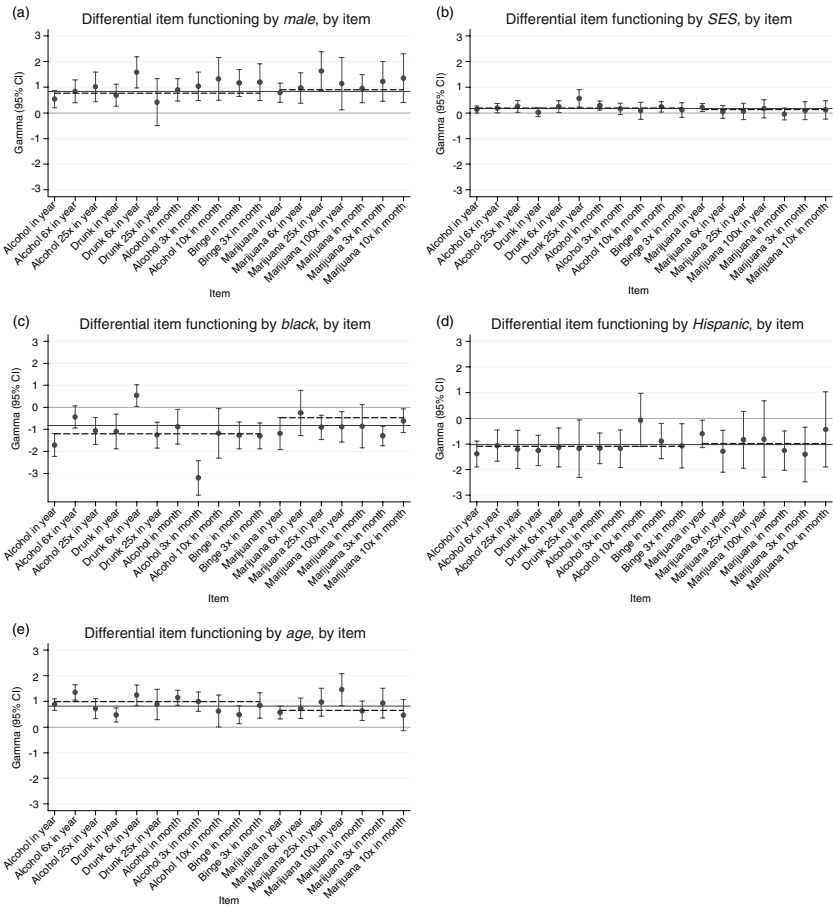 (a)
Differential item functioning by male, by item
Gamma (95% CI)
3
2
1
0
-1
-2
-3
Alcohol in year
Alcohol 6x in year
Alcohol 25x in year
Drunk in year
Drunk 6x in year
Drunk 25x in year
Alcohol in month
Alcohol 3x in month
Alcohol 10x in month
Binge in month
Binge 3x in month
Marijuana in year
Marijuana 6x in year
Marijuana 25x in year
Marijuana 100x in year
Marijuana in month
Marijuana 3x in month
Marijuana 10x in month
Item
(b)
Differential item functioning by SES, by item
Gamma (95% CI)
3
2
1
0
-1
-2
-3
Alcohol in year
Alcohol 6x in year
Alcohol 25x in year
Drunk in year
Drunk 6x in year
Drunk 25x in year
Alcohol in month
Alcohol 3x in month
Alcohol 10x in month
Binge in month
Binge 3x in month
Marijuana in year
Marijuana 6x in year
Marijuana 25x in year
Marijuana 100x in year
Marijuana in month
Marijuana 3x in month
Marijuana 10x in month
Item
(c)
Differential item functioning by black, by item
Gamma (95% CI)
3
2
1
0
-1
-2
-3
Alcohol in year
Alcohol 6x in year
Alcohol 25x in year
Drunk in year
Drunk 6x in year
Drunk 25x in year
Alcohol in month
Alcohol 3x in month
Alcohol 10x in month
Binge in month
Binge 3x in month
Marijuana in year
Marijuana 6x in year
Marijuana 25x in year
Marijuana 100x in year
Marijuana in month
Marijuana 3x in month
Marijuana 10x in month
Item
(d)
Differential item functioning by Hispanic, by item
Gamma (95% CI)
3
2
1
0
-1
-2
-3
Alcohol in year
Alcohol 6x in year
Alcohol 25x in year
Drunk in year
Drunk 6x in year
Drunk 25x in year
Alcohol in month
Alcohol 3x in month
Alcohol 10x in month
Binge in month
Binge 3x in month
Marijuana in year
Marijuana 6x in year
Marijuana 25x in year
Marijuana 100x in year
Marijuana in month
Marijuana 3x in month
Marijuana 10x in month
Item
(e)
Differential item functioning by age, by item
Gamma (95% CI)
3
2
1
0
-1
-2
-3
Alcohol in year
Alcohol 6x in year
Alcohol 25x in year
Drunk in year
Drunk 6x in year
Drunk 25x in year
Alcohol in month
Alcohol 3x in month
Alcohol 10x in month
Binge in month
Binge 3x in month
Marijuana in year
Marijuana 6x in year
Marijuana 25x in year
Marijuana 100x in year
Marijuana in month
Marijuana 3x in month
Marijuana 10x in month
Item